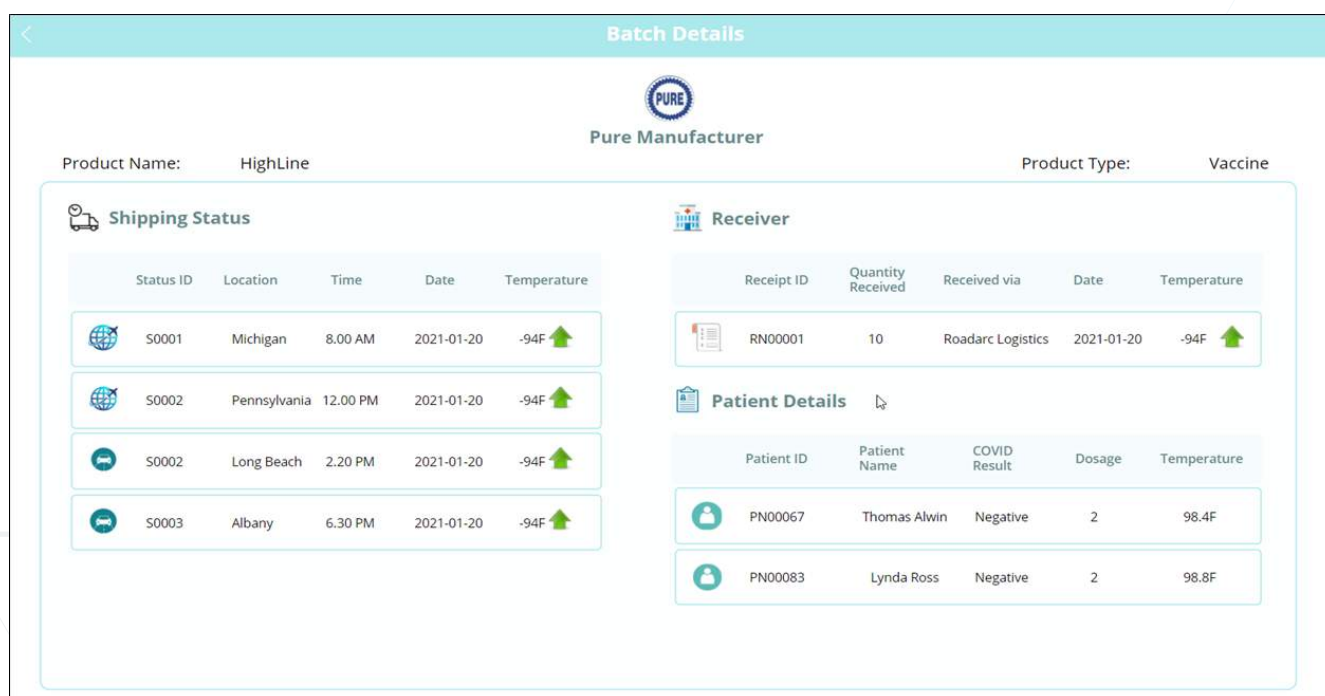 Batch Details
PURE
Pure Manufacturer
Product Name: HighLine
Product Type: Vaccine
Shipping Status
Status ID Location Time Date Temperature
S0001 Michigan 8.00 AM 2021-01-20 -94F
S0002 Pennsylvania 12.00 PM 2021-01-20 -94F
S0002 Long Beach 2.20 PM 2021-01-20 -94F
S0003 Albany 6.30 PM 2021-01-20 -94F
Receiver
Receipt ID Quantity Received Received via Date Temperature
RN00001 10 Roadarc Logistics 2021-01-20 -94F
Patient Details
Patient ID Patient Name COVID Result Dosage Temperature
PN00067 Thomas Alwin Negative 2 98.4F
PN00083 Lynda Ross Negative 2 98.8F